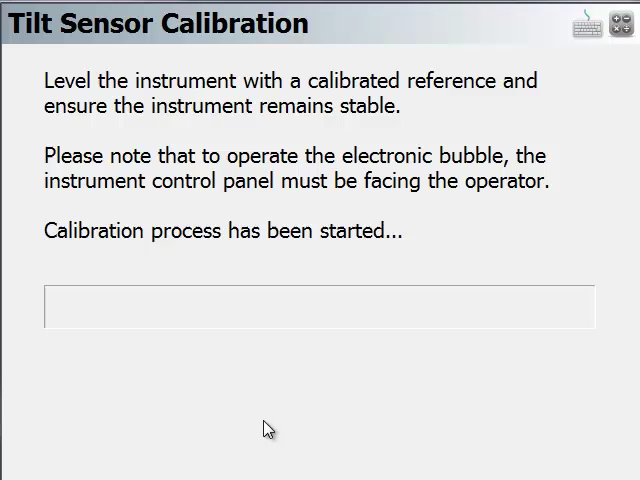 Tilt Sensor Calibration
Level the instrument with a calibrated reference and
ensure the instrument remains stable.
Please note that to operate the electronic bubble, the
instrument control panel must be facing the operator.
Calibration process has been started...